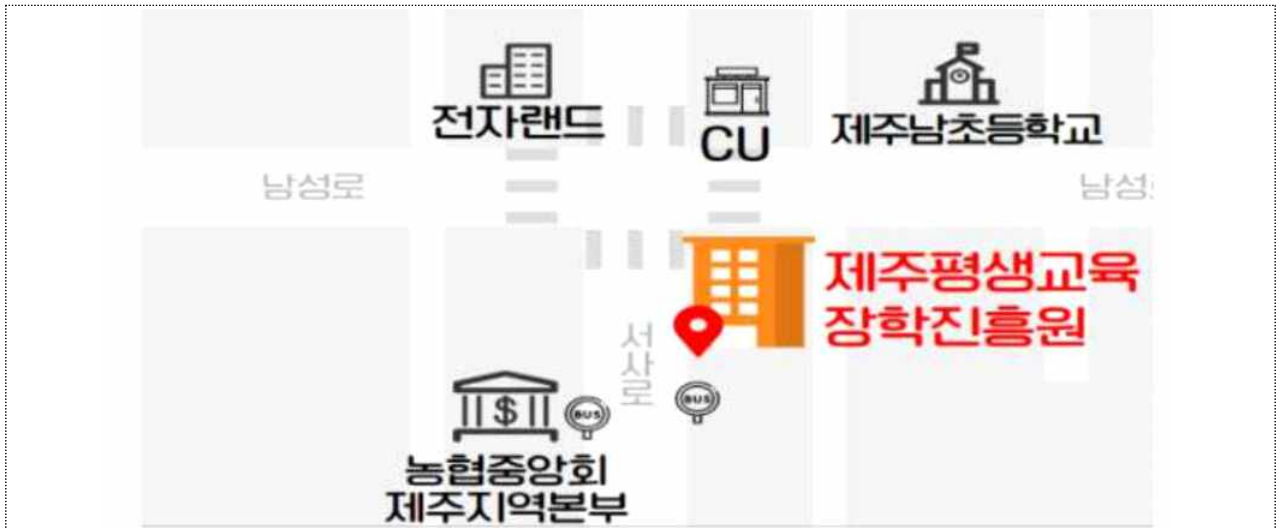 전자랜드
CU
제주남초등학교
남성로
남성
제주평생교육
장학진흥원
서사로
BUS
BUS
$
농협중앙회
제주지역본부